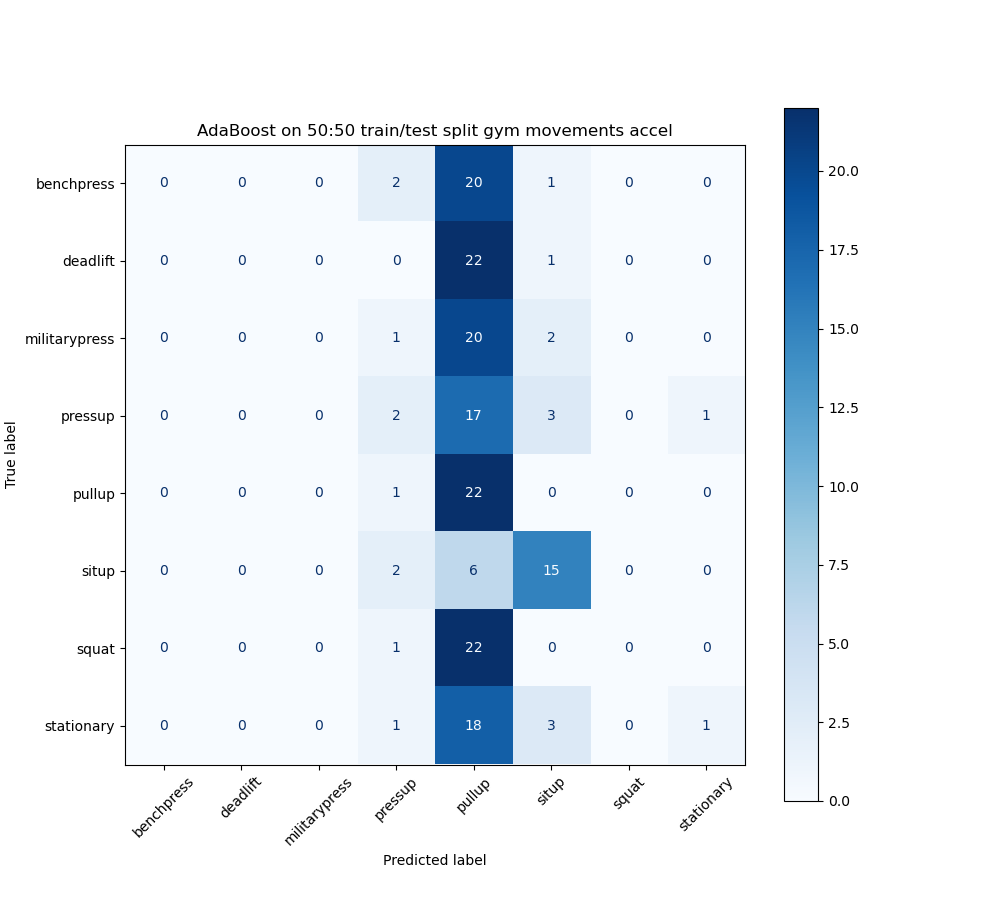 AdaBoost on 50:50 train/test split gym movements accel
True label
benchpress 0 0 0 2 20 1 0 0
deadlift 0 0 0 0 22 1 0 0
militarypress 0 0 0 1 20 2 0 0
pressup 0 0 0 2 17 3 0 1
pullup 0 0 0 1 22 0 0 0
situp 0 0 0 2 6 15 0 0
squat 0 0 0 1 22 0 0 0
stationary 0 0 0 1 18 3 0 1
benchpress deadlift militarypress pressup pullup situp squat stationary
Predicted label
20.0
17.5
15.0
12.5
10.0
7.5
5.0
2.5
0.0